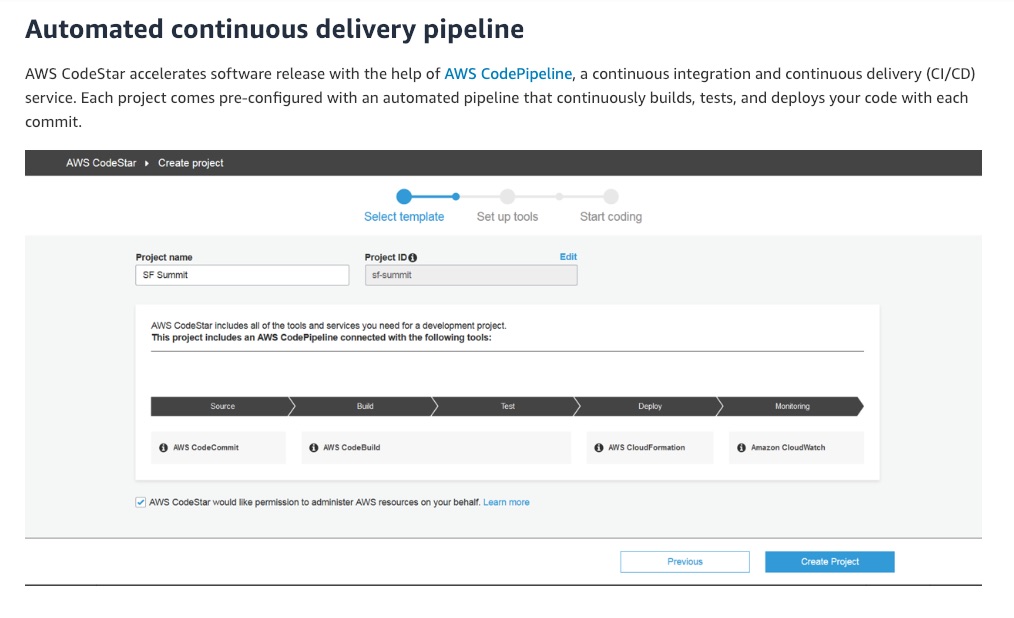 Automated continuous delivery pipeline
AWS CodeStar accelerates software release with the help of AWS CodePipeline, a continuous integration and continuous delivery (CI/CD)
service. Each project comes pre-configured with an automated pipeline that continuously builds, tests, and deploys your code with each
commit.
AWS CodeStar Create project
Select template Set up tools Start coding
Project name Project ID Edit
SF Summit sf-summit
AWS CodeStar includes all of the tools and services you need for a development project.
This project includes an AWS CodePipeline connected with the following tools:
Source Build Test Deploy Monitoring
AWS CodeCommit AWS CodeBuild AWS CloudFormation Amazon CloudWatch
AWS CodeStar would like permission to administer AWS resources on your behalf. Learn more
Previous Create Project